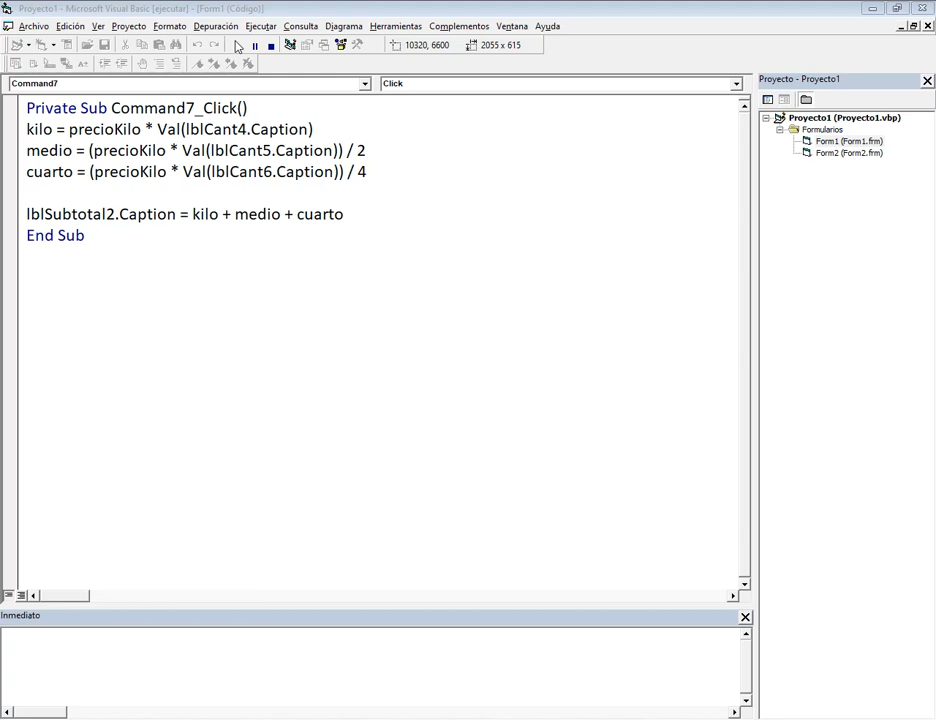 Proyecto1 - Microsoft Visual Basic [ejecutar] - [Form1 (Código)]
Archivo Edición Ver Proyecto Formato Depuración Ejecutar Consulta Diagrama Herramientas Complementos Ventana Ayuda
10320, 6600 2055 x 615
Command7 Click
Private Sub Command7_Click()
kilo = precioKilo * Val(lblCant4.Caption)
medio = (precioKilo * Val(lblCant5.Caption)) / 2
cuarto = (precioKilo * Val(lblCant6.Caption)) / 4
lblSubtotal2.Caption = kilo + medio + cuarto
End Sub
Inmediato
Proyecto - Proyecto1
Proyecto1 (Proyecto1.vbp)
Formularios
Form1 (Form1.frm)
Form2 (Form2.frm)